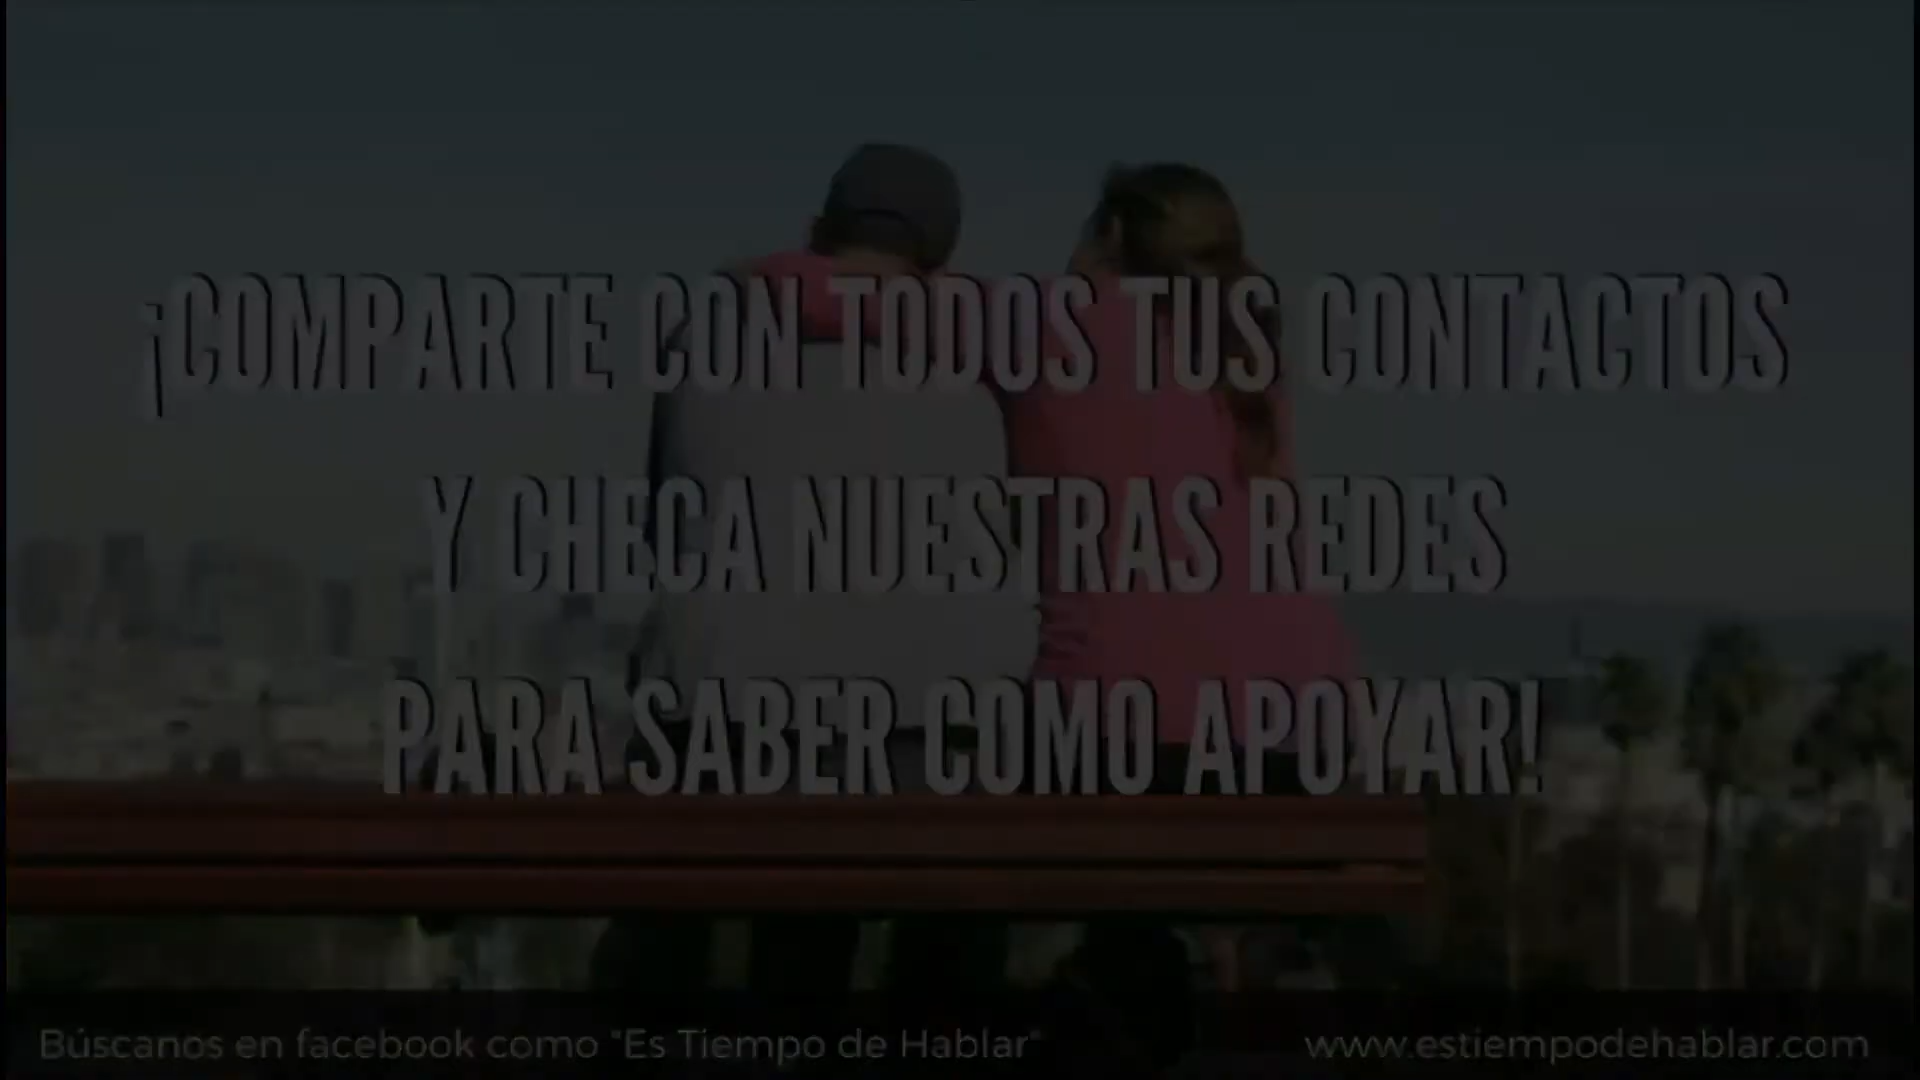 ¡COMPARTE CON TODOS TUS CONTACTOS
Y CHECA NUESTRAS REDES
PARA SABER COMO APOYAR!
Búscanos en facebook como "Es Tiempo de Hablar"
www.estiempodehablar.com